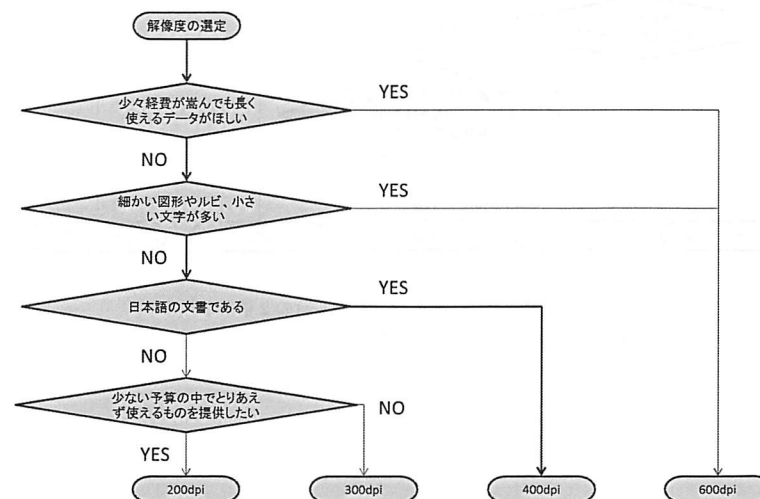 解像度の選定
少々経費が嵩んでも長く
使えるデータがほしい
YES
NO
細かい図形やルビ、小さ
い文字が多い
YES
NO
日本語の文書である
YES
NO
少ない予算の中でとりあえ
ず使えるものを提供したい
NO
YES
200dpi
300dpi
400dpi
600dpi